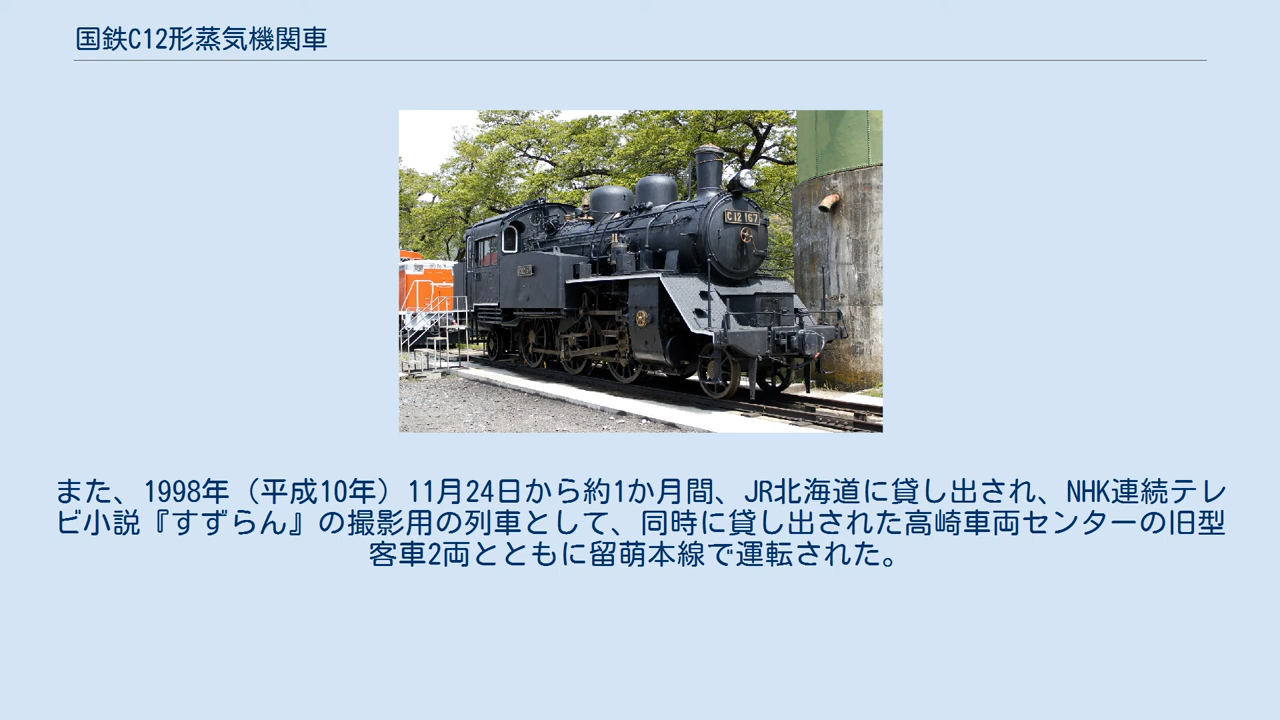 国鉄C12形蒸気機関車
C12 167
また、1998年（平成10年）11月24日から約1か月間、JR北海道に貸し出され、NHK連続テレ
ビ小説『すずらん』の撮影用の列車として、同時に貸し出された高崎車両センターの旧型
客車2両とともに留萌本線で運転された。